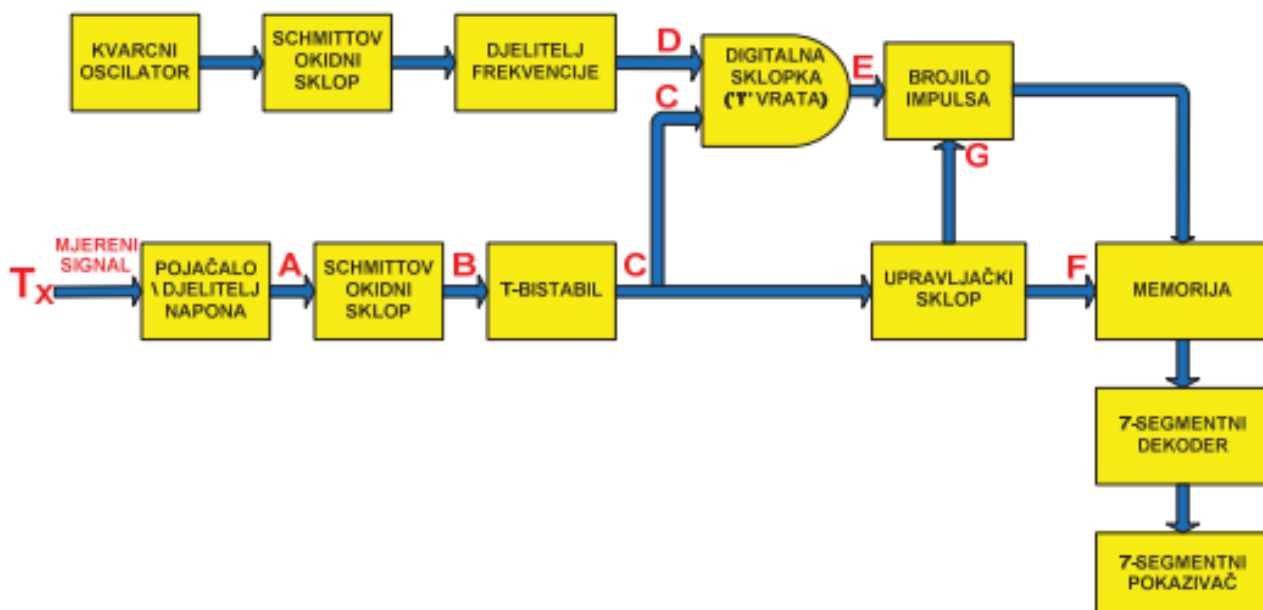 KVARCNI
OSCILATOR
SCHMITTOV
OKIDNI
SKLOP
DJELITELJ
FREKVENCIJE
D
C
DIGITALNA
SKLOPKA
("I" VRATA)
E
BROJILO
IMPULSA
G
MJERENI
SIGNAL
Tx
POJAČALO
\ DJELITELJ
NAPONA
A
SCHMITTOV
OKIDNI
SKLOP
B
T-BISTABIL
C
UPRAVLJAČKI
SKLOP
F
MEMORIJA
7-SEGMENTNI
DEKODER
7-SEGMENTNI
POKAZIVAČ